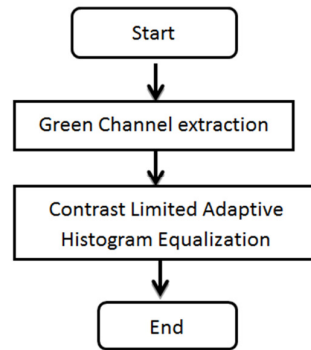 Start
Green Channel extraction
Contrast Limited Adaptive
Histogram Equalization
End